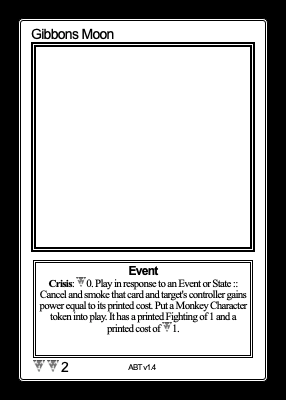 Gibbons Moon
Event
Crisis: 0. Play in response to an Event or State ::
Cancel and smoke that card and target's controller gains
power equal to its printed cost. Put a Monkey Character
token into play. It has a printed Fighting of 1 and a
printed cost of 1.
2
ABT v1.4